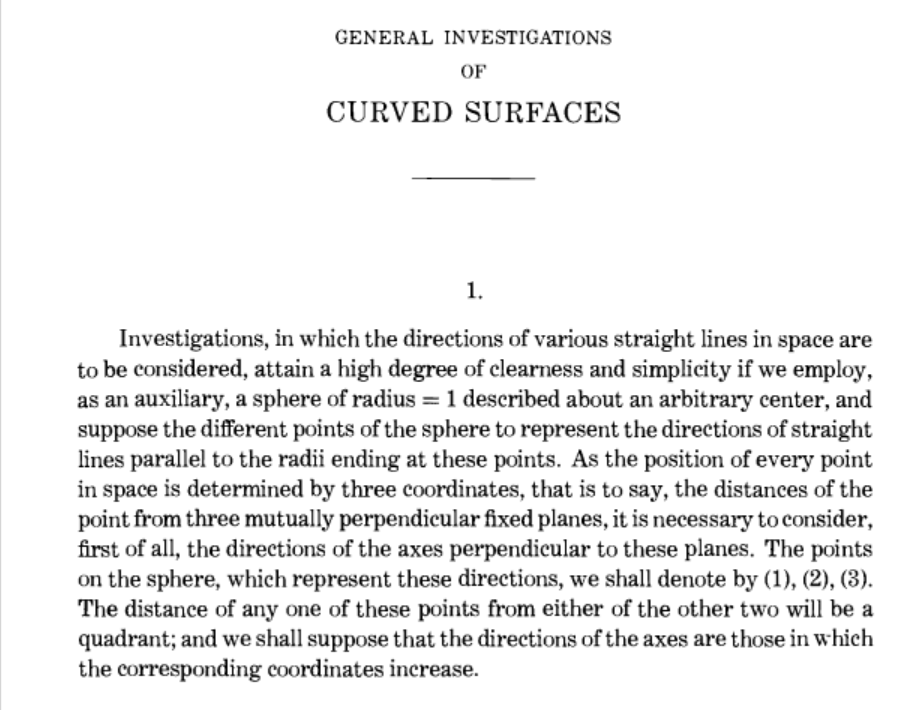 GENERAL INVESTIGATIONS
OF
CURVED SURFACES
1.
Investigations, in which the directions of various straight lines in space are
to be considered, attain a high degree of clearness and simplicity if we employ,
as an auxiliary, a sphere of radius = 1 described about an arbitrary center, and
suppose the different points of the sphere to represent the directions of straight
lines parallel to the radii ending at these points. As the position of every point
in space is determined by three coordinates, that is to say, the distances of the
point from three mutually perpendicular fixed planes, it is necessary to consider,
first of all, the directions of the axes perpendicular to these planes. The points
on the sphere, which represent these directions, we shall denote by (1), (2), (3).
The distance of any one of these points from either of the other two will be a
quadrant; and we shall suppose that the directions of the axes are those in which
the corresponding coordinates increase.